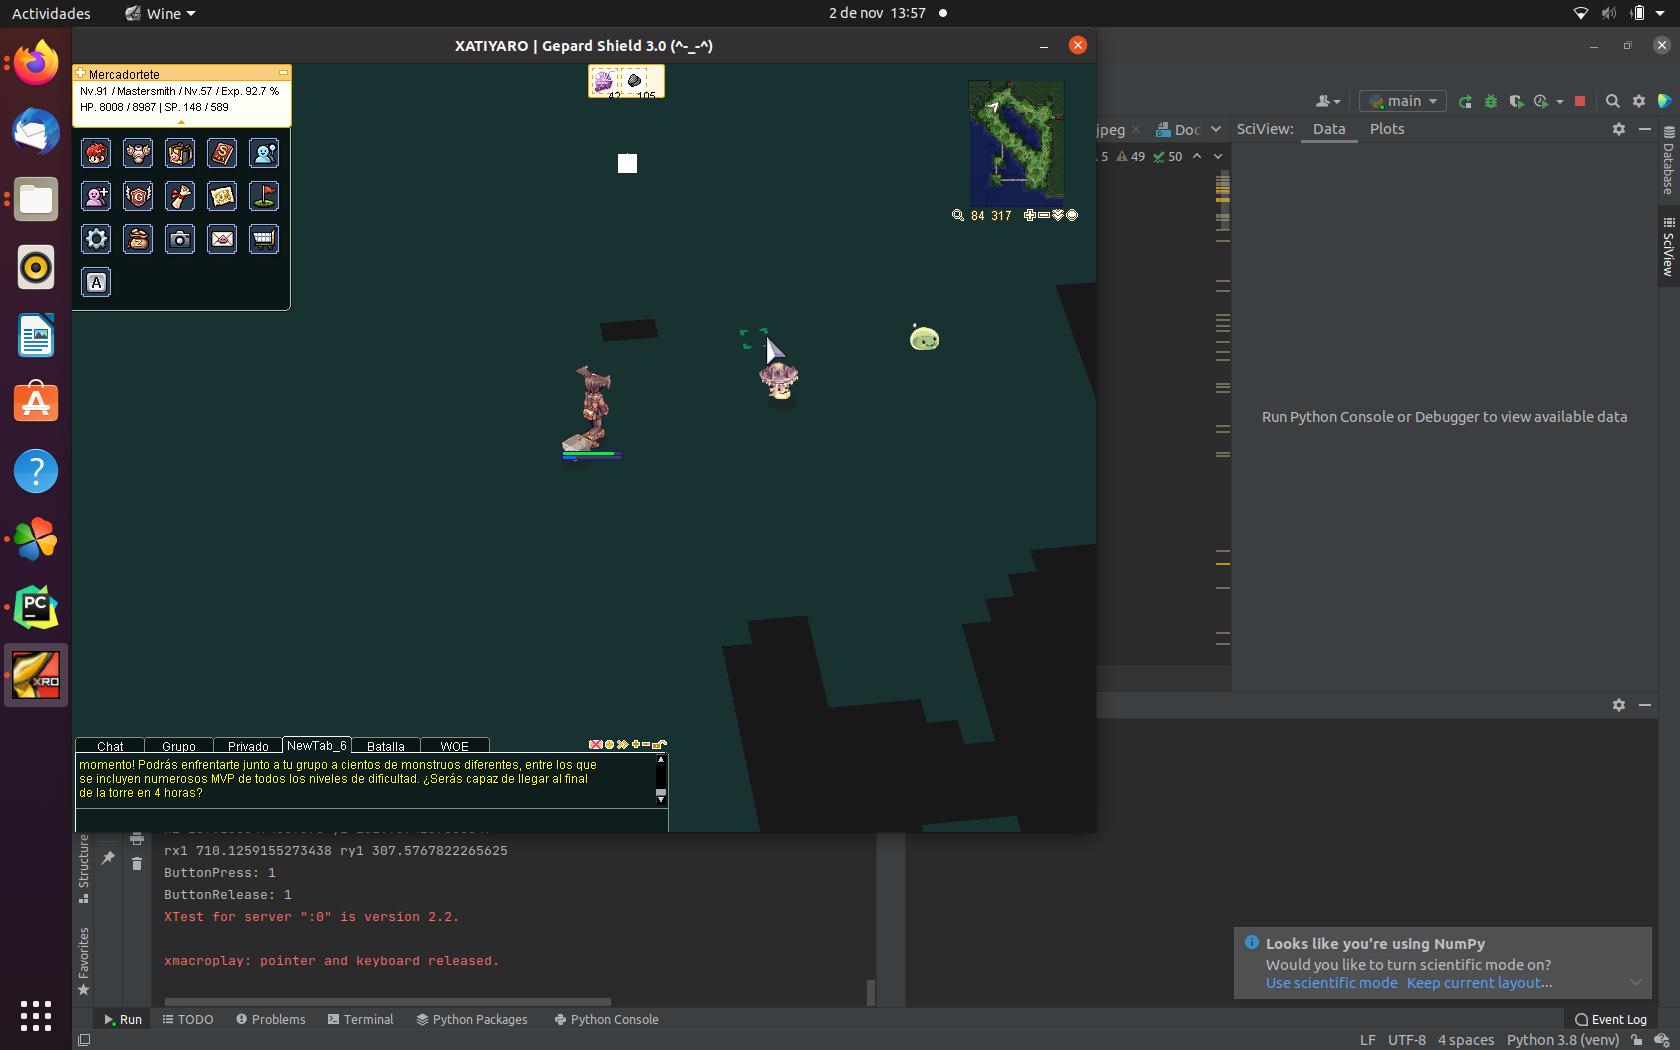 Actividades
Wine
2 de nov 13:57
XATIYARO | Gepard Shield 3.0 (^-_-^)
Mercadortete
Nv.91 / Mastersmith / Nv.57 / Exp. 92.7 %
HP. 8008 / 8987 | SP. 148 / 589
42 105
S
G
A
84 317
main
jpeg
Doc
SciView:
Data
Plots
5
49
50
Database
SciView
Run Python Console or Debugger to view available data
PC
XRO
Chat
Grupo
Privado
NewTab_6
Batalla
WOE
momento! Podrás enfrentarte junto a tu grupo a cientos de monstruos diferentes, entre los que
se incluyen numerosos MVP de todos los niveles de dificultad. ¿Serás capaz de llegar al final
de la torre en 4 horas?
rx1 710.1259155273438 ry1 307.5767822265625
ButtonPress: 1
ButtonRelease: 1
XTest for server ":0" is version 2.2.
xmacroplay: pointer and keyboard released.
Structure
Favorites
Looks like you're using NumPy
Would you like to turn scientific mode on?
Use scientific mode Keep current layout...
Run
TODO
Problems
Terminal
Python Packages
Python Console
Event Log
LF UTF-8 4 spaces Python 3.8 (venv)